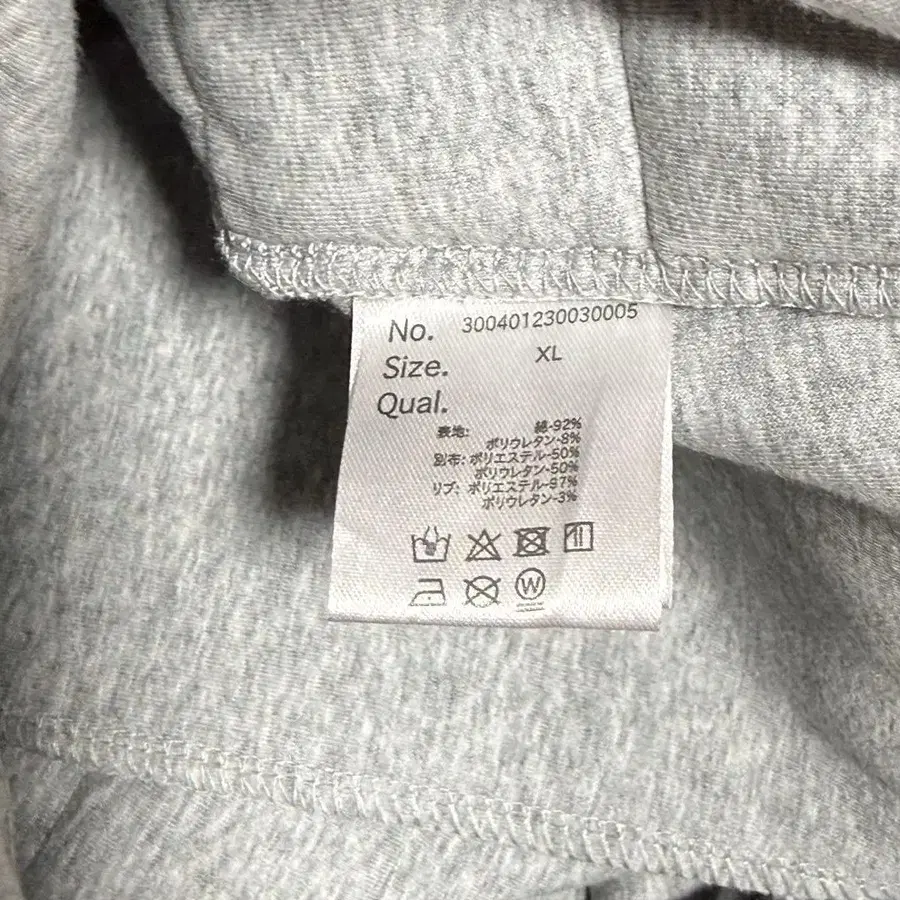 No. 300401230030005
Size. XL
Qual.
表地: 綿-92%
ポリウレタン-8%
別布: ポリエステル-50%
ポリウレタン-50%
リブ: ポリエステル-97%
ポリウレタン-3%
W